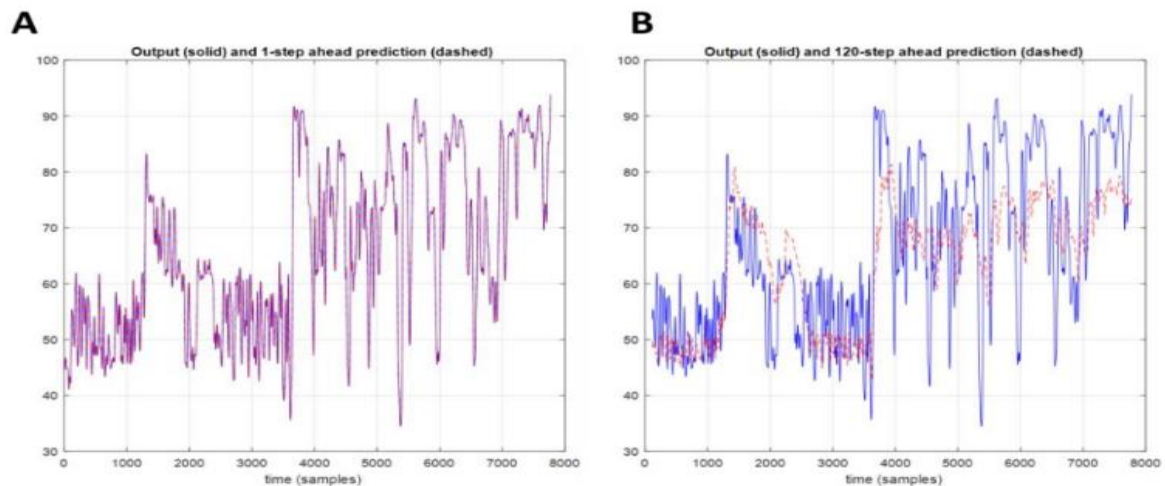 A
Output (solid) and 1-step ahead prediction (dashed)
100
90
80
70
60
50
40
30
0 1000 2000 3000 4000 5000 6000 7000 8000
time (samples)
B
Output (solid) and 120-step ahead prediction (dashed)
100
90
80
70
60
50
40
30
0 1000 2000 3000 4000 5000 6000 7000 8000
time (samples)